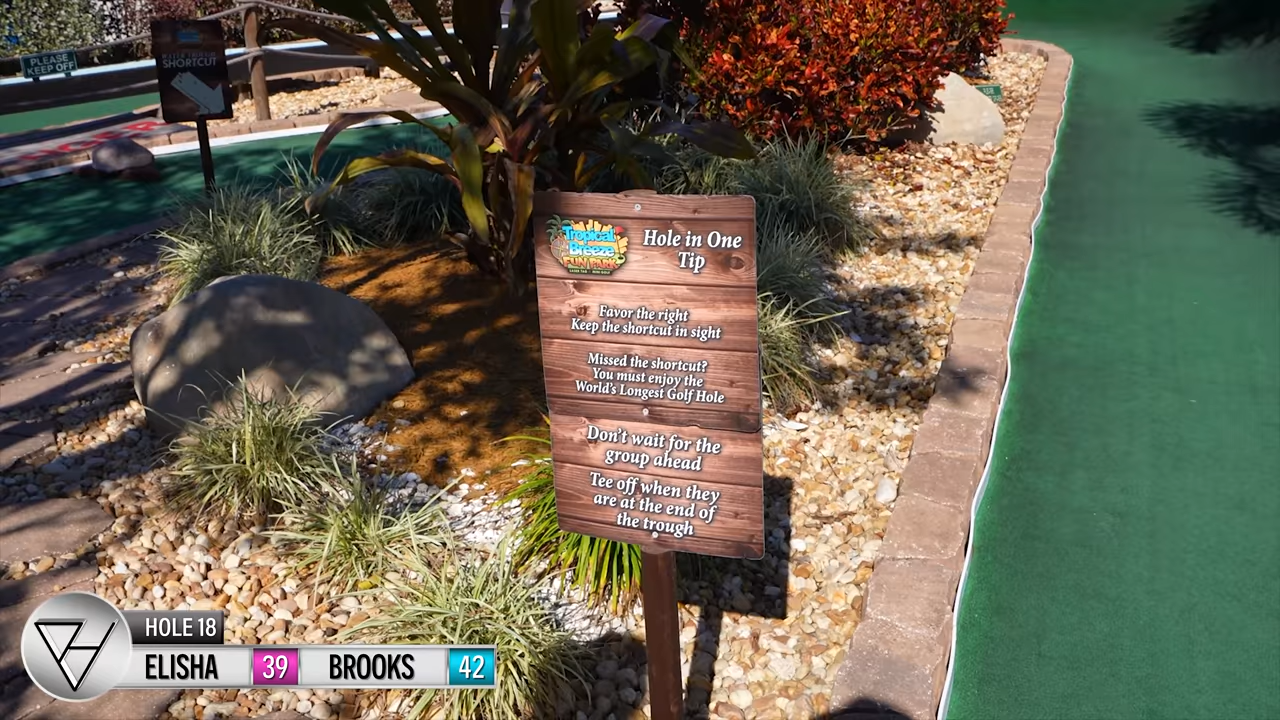 PLEASE
KEEP OFF
SHORTCUT
Tropical
Breeze
FUN PARK
Hole in One
Tip
Favor the right
Keep the shortcut in sight
Missed the shortcut?
You must enjoy the
World's Longest Golf Hole
Don't wait for the
group ahead
Tee off when they
are at the end of
the trough
HOLE 18
ELISHA 39 BROOKS 42